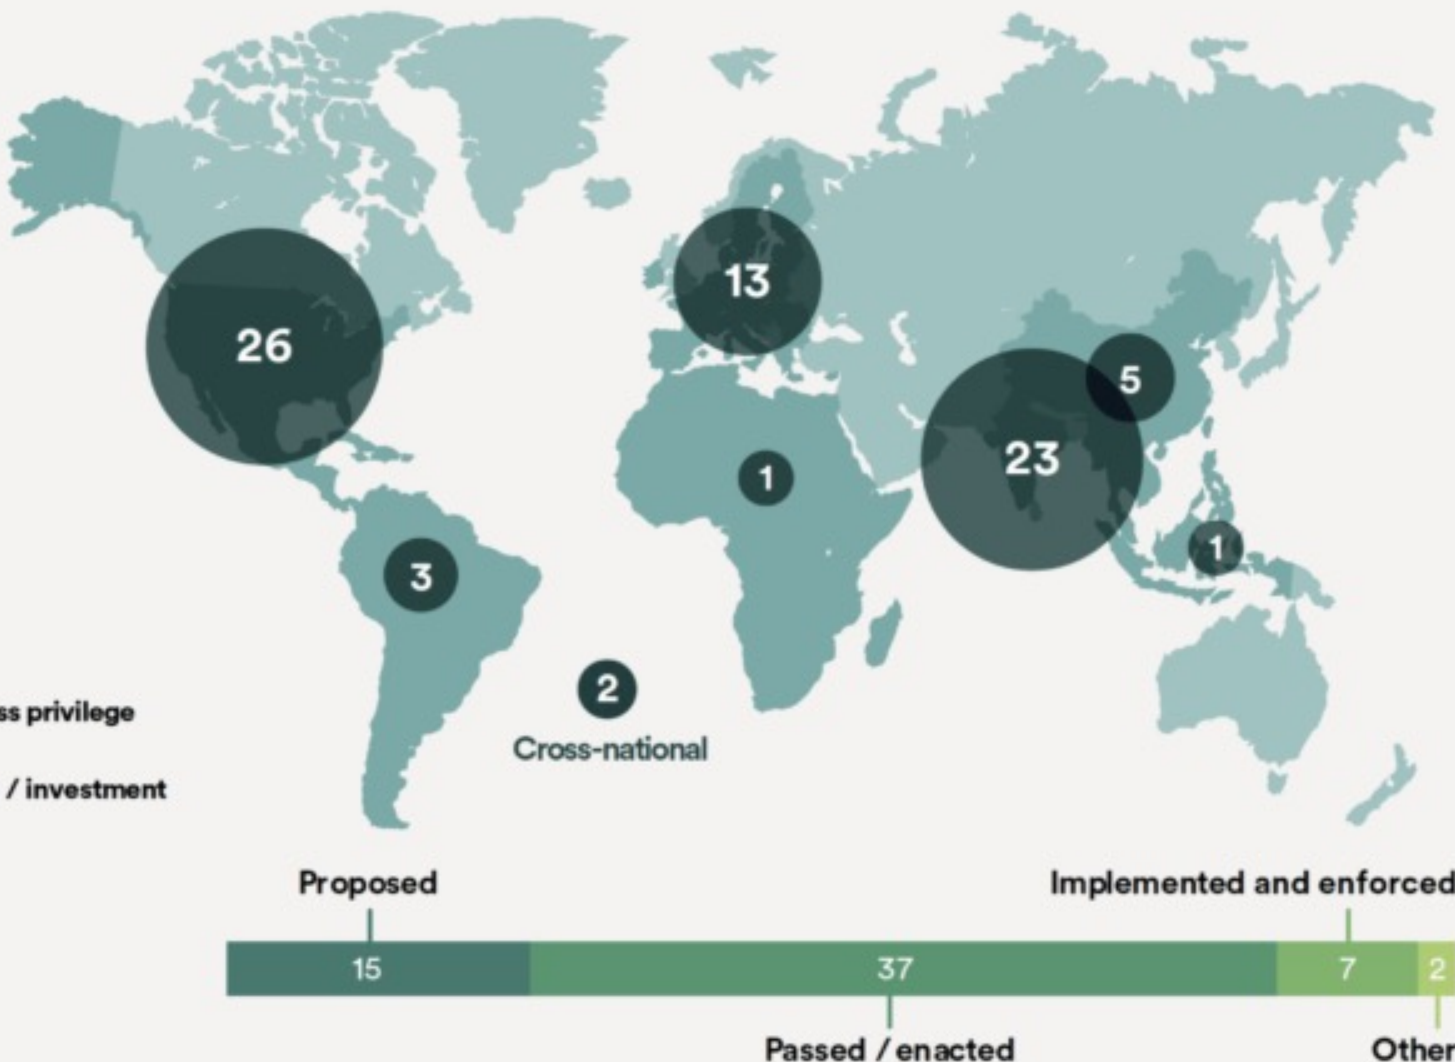 13
26
5
23
1
1
3
2
ss privilege
Cross-national
/ investment
Proposed
Implemented and enforced
15
37
7
2
Passed / enacted
Other